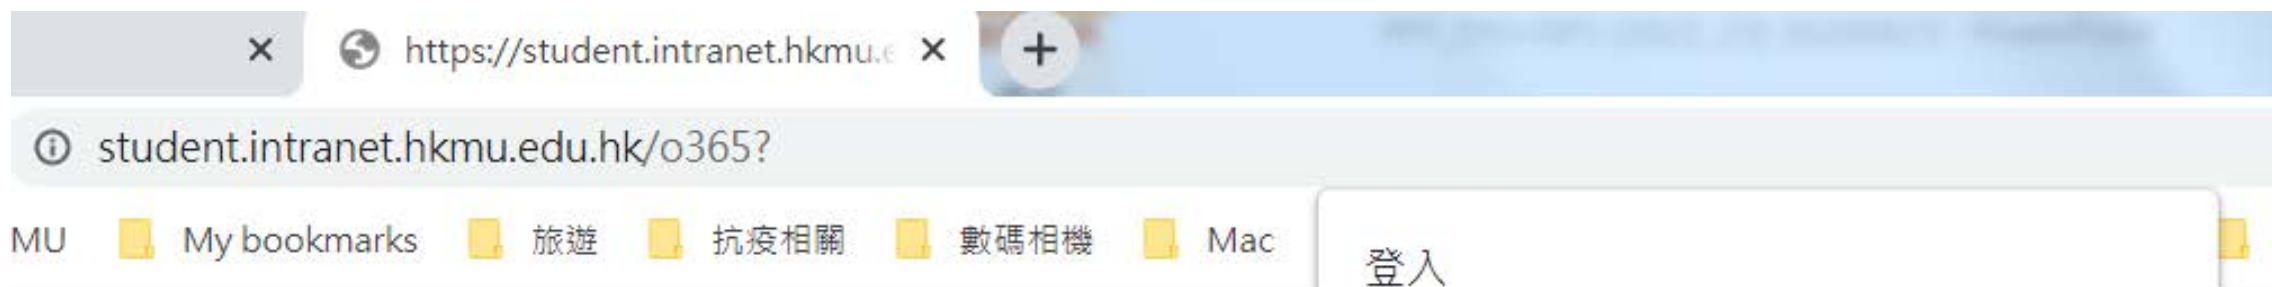 https://student.intranet.hkmu.e
student.intranet.hkmu.edu.hk/o365?
MU My bookmarks 旅遊 抗疫相關 數碼相機 Mac
登入